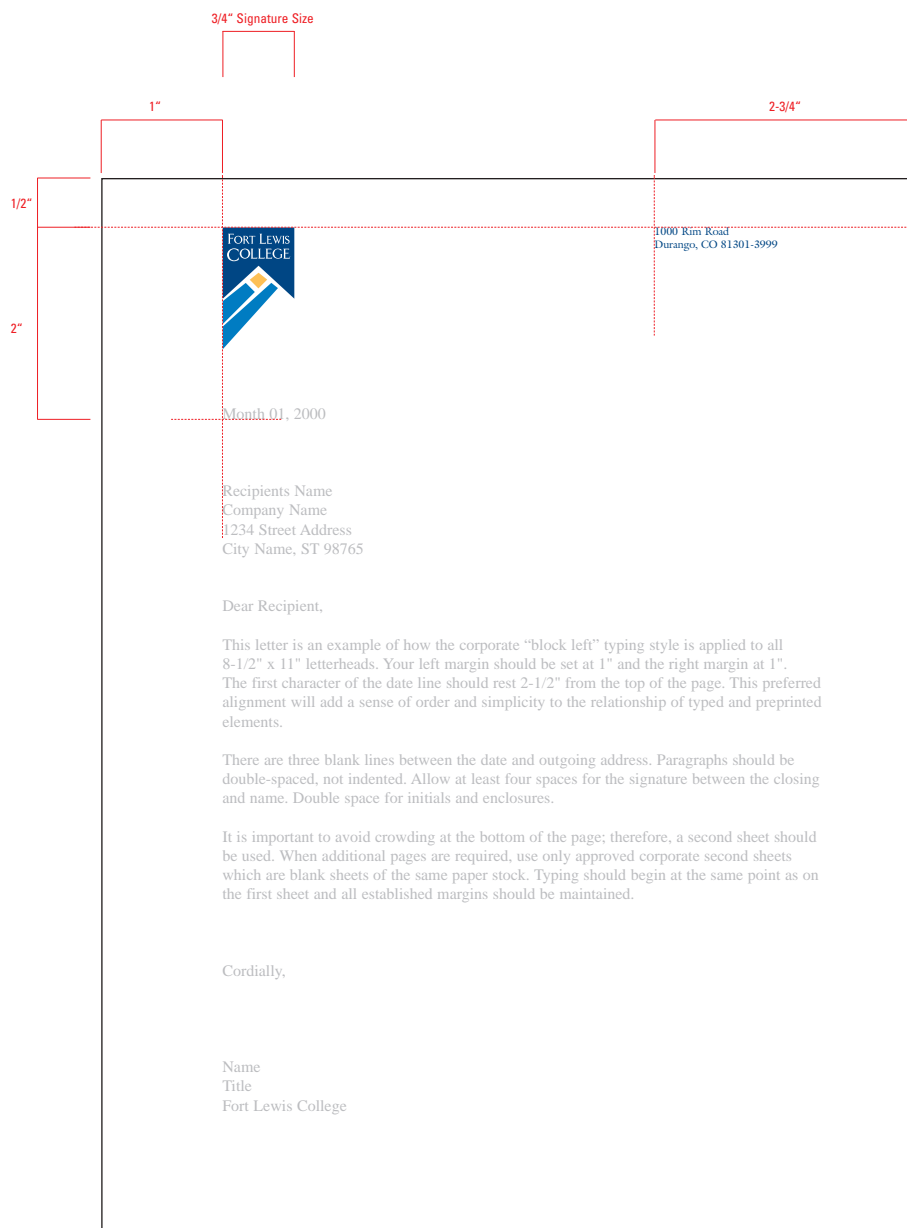 3/4“ Signature Size
1“
2-3/4“
1/2“
FORT LEWIS
COLLEGE
1000 Rim Road
Durango, CO 81301-3999
2“
Month 01, 2000
Recipients Name
Company Name
1234 Street Address
City Name, ST 98765
Dear Recipient,
This letter is an example of how the corporate “block left” typing style is applied to all
8-1/2" x 11" letterheads. Your left margin should be set at 1" and the right margin at 1".
The first character of the date line should rest 2-1/2" from the top of the page. This preferred
alignment will add a sense of order and simplicity to the relationship of typed and preprinted
elements.
There are three blank lines between the date and outgoing address. Paragraphs should be
double-spaced, not indented. Allow at least four spaces for the signature between the closing
and name. Double space for initials and enclosures.
It is important to avoid crowding at the bottom of the page; therefore, a second sheet should
be used. When additional pages are required, use only approved corporate second sheets
which are blank sheets of the same paper stock. Typing should begin at the same point as on
the first sheet and all established margins should be maintained.
Cordially,
Name
Title
Fort Lewis College